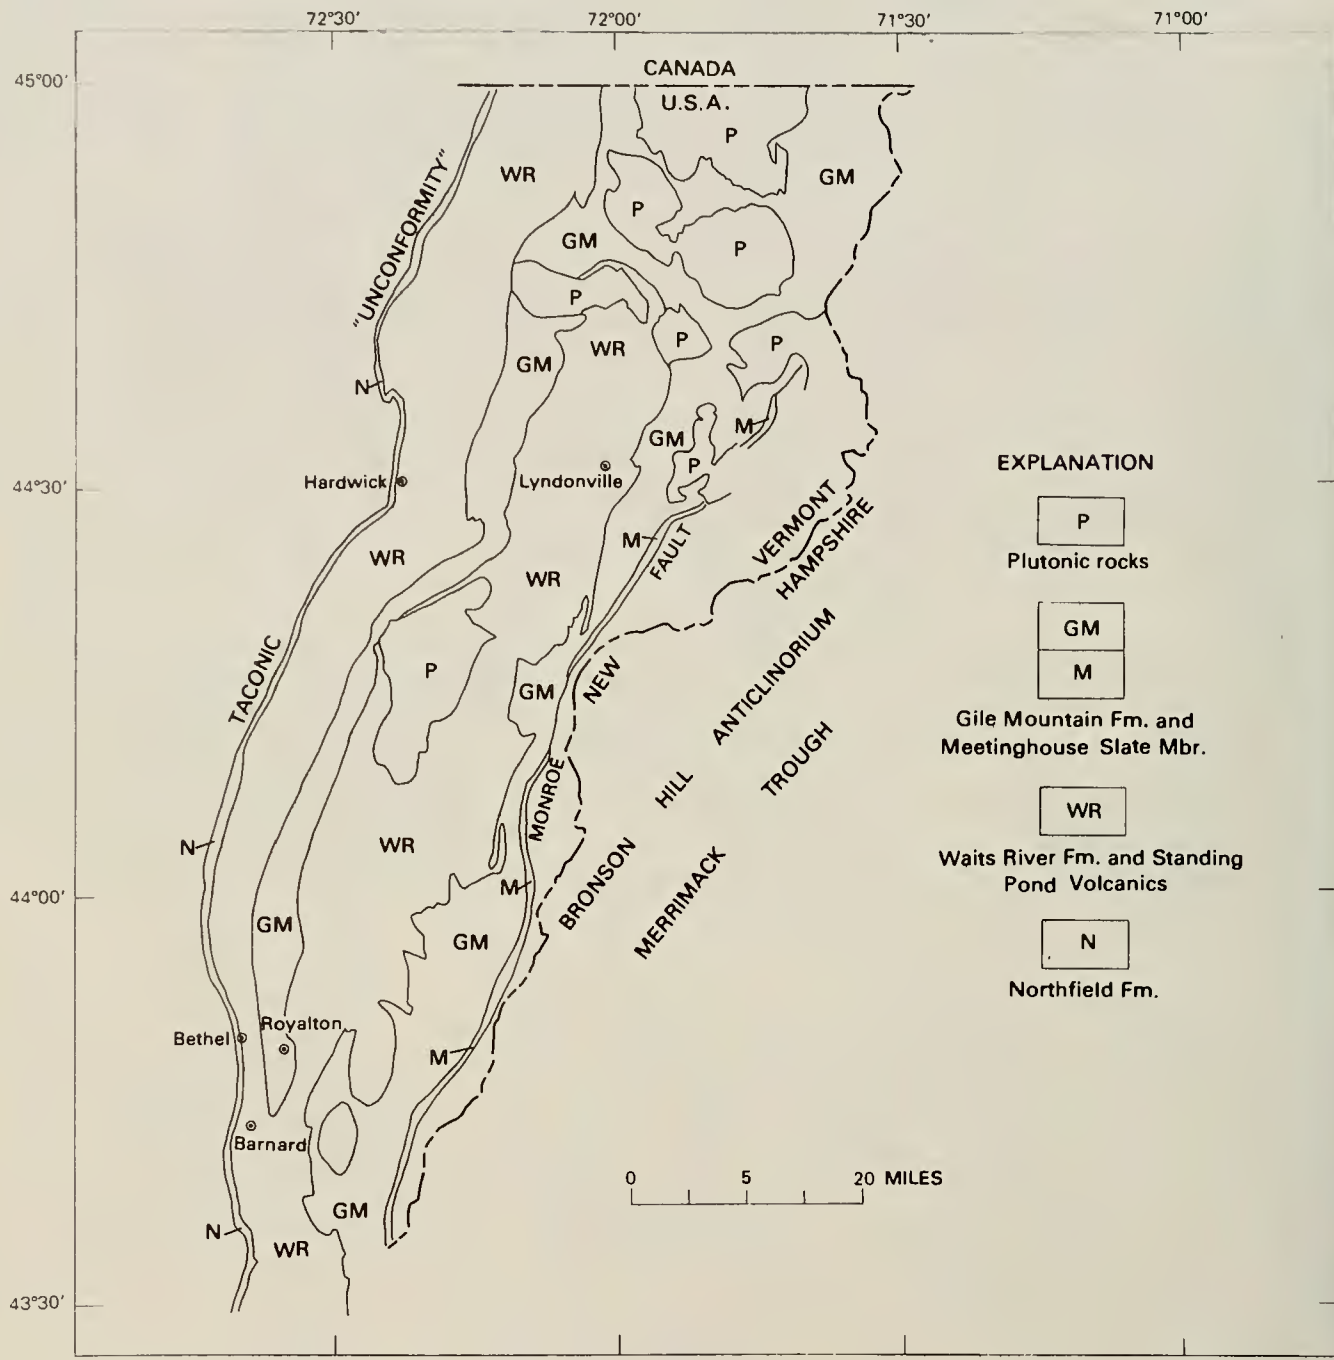 72°30' 72°00' 71°30' 71°00'
45°00'
CANADA
U.S.A.
P
WR
GM
"UNCONFORMITY"
P
GM
P
P
P
P
WR
GM
N
M
GM
P
Hardwick
Lyndonville
44°30'
M
FAULT
VERMONT
NEW HAMPSHIRE
WR
WR
TACONIC
P
GM
BRONSON HILL ANTICLINORIUM
MERRIMACK TROUGH
MONROE
N
WR
M
44°00'
GM
GM
Bethel
Royalton
M
Barnard
GM
N
WR
43°30'
0 5 20 MILES
EXPLANATION
P
Plutonic rocks
GM
M
Gile Mountain Fm. and
Meetinghouse Slate Mbr.
WR
Waits River Fm. and Standing
Pond Volcanics
N
Northfield Fm.